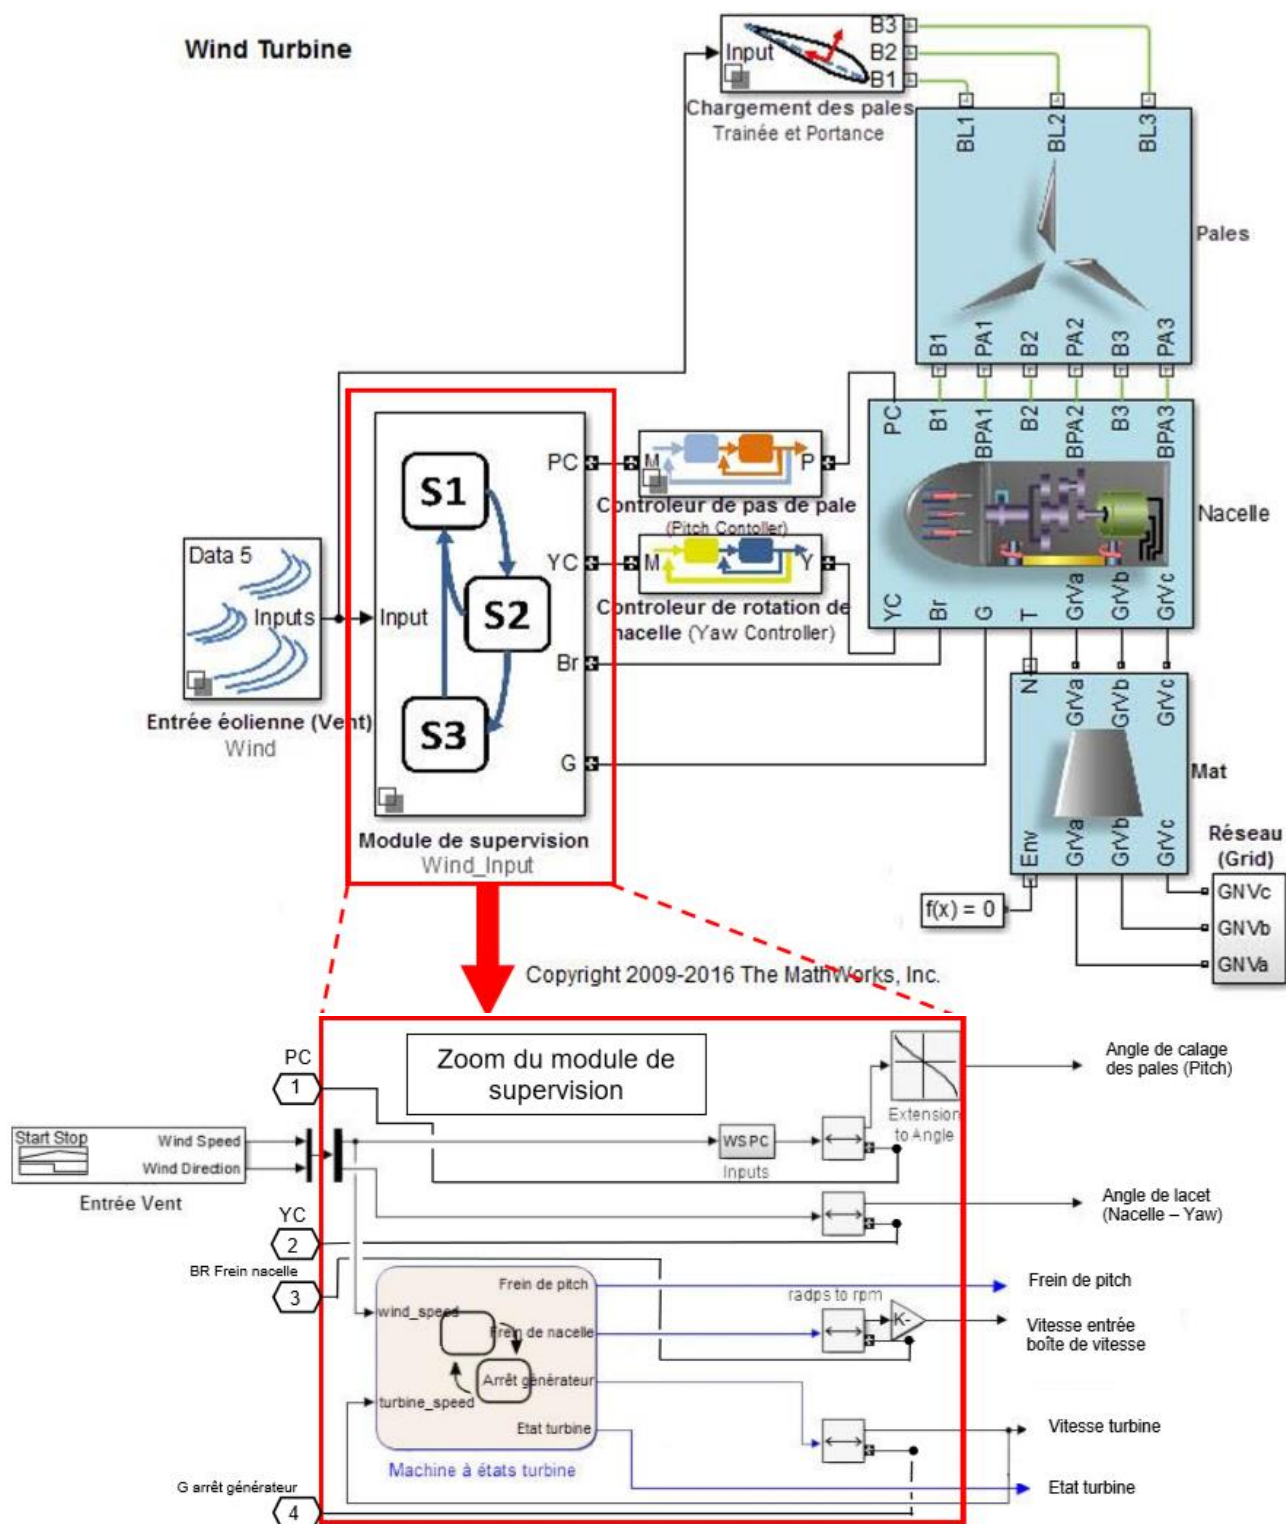 Wind Turbine
Input
B3
B2
B1
Chargement des pales
Trainée et Portance
BL1
BL2
BL3
Pales
B1
PA1
B2
PA2
B3
PA3
PC
B1
BPA1
B2
BPA2
B3
BPA3
Nacelle
YC
Br
G
T
GrVa
GrVb
GrVc
Data 5
Inputs
Entrée éolienne (Vent)
Wind
Input
S1
S2
S3
PC
YC
Br
G
Module de supervision
Wind_Input
M
P
Controleur de pas de pale
(Pitch Contoller)
M
Y
Controleur de rotation de
nacelle (Yaw Controller)
N
GrVa
GrVb
GrVc
Mat
Env
GrVa
GrVb
GrVc
Réseau
(Grid)
GNVc
GNVb
GNVa
f(x) = 0
Copyright 2009-2016 The MathWorks, Inc.
Zoom du module de
supervision
PC
1
Start Stop
Wind Speed
Wind Direction
Entrée Vent
WSPC
Inputs
Extension
to Angle
Angle de calage
des pales (Pitch)
YC
2
Angle de lacet
(Nacelle – Yaw)
BR Frein nacelle
3
wind_speed
turbine_speed
Frein de pitch
Frein de nacelle
Arrêt générateur
Etat turbine
Machine à états turbine
radps to rpm
K-
Frein de pitch
Vitesse entrée
boîte de vitesse
Vitesse turbine
Etat turbine
G arrêt générateur
4